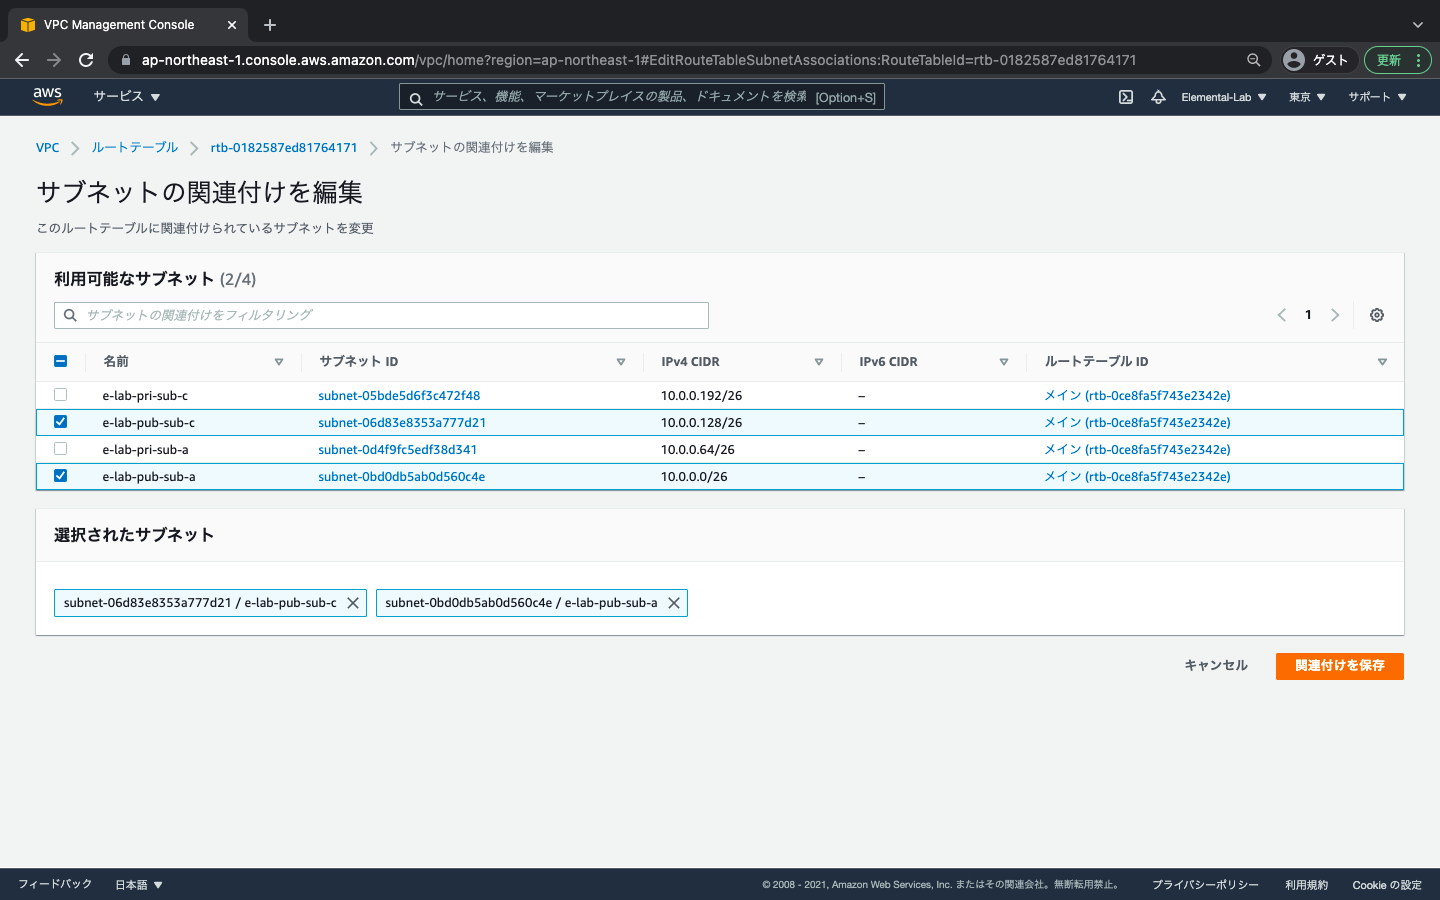 VPC Management Console
ap-northeast-1.console.aws.amazon.com/vpc/home?region=ap-northeast-1#EditRouteTableSubnetAssociations:RouteTableId=rtb-0182587ed81764171
ゲスト
更新
aws
サービス
サービス、機能、マーケットプレイスの製品、ドキュメントを検索 [Option+S]
Elemental-Lab
東京
サポート
VPC
ルートテーブル
rtb-0182587ed81764171
サブネットの関連付けを編集
サブネットの関連付けを編集
このルートテーブルに関連付けられているサブネットを変更
利用可能なサブネット (2/4)
サブネットの関連付けをフィルタリング
1
名前 サブネット ID IPv4 CIDR IPv6 CIDR ルートテーブル ID
e-lab-pri-sub-c subnet-05bde5d6f3c472f48 10.0.0.192/26 – メイン (rtb-0ce8fa5f743e2342e)
e-lab-pub-sub-c subnet-06d83e8353a777d21 10.0.0.128/26 – メイン (rtb-0ce8fa5f743e2342e)
e-lab-pri-sub-a subnet-0d4f9fc5edf38d341 10.0.0.64/26 – メイン (rtb-0ce8fa5f743e2342e)
e-lab-pub-sub-a subnet-0bd0db5ab0d560c4e 10.0.0.0/26 – メイン (rtb-0ce8fa5f743e2342e)
選択されたサブネット
subnet-06d83e8353a777d21 / e-lab-pub-sub-c
subnet-0bd0db5ab0d560c4e / e-lab-pub-sub-a
キャンセル
関連付けを保存
フィードバック
日本語
© 2008 - 2021, Amazon Web Services, Inc. またはその関連会社。無断転用禁止。
プライバシーポリシー
利用規約
Cookie の設定